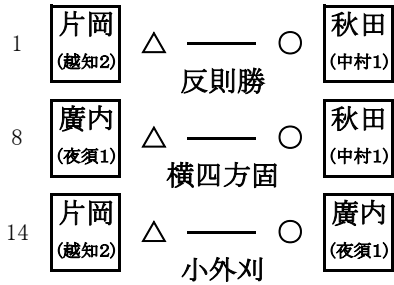 片岡 秋田
1 △ — ○
(越知2) (中村1)
反則勝
廣内 秋田
8 △ — ○
(夜須1) (中村1)
横四方固
片岡 廣内
14 △ — ○
(越知2) (夜須1)
小外刈